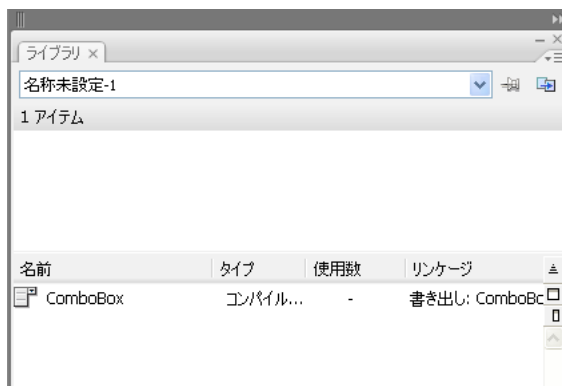 ライブラリ ×
名称未設定-1
1 アイテム
名前 タイプ 使用数 リンケージ
ComboBox コンパイル... - 書き出し: ComboBo